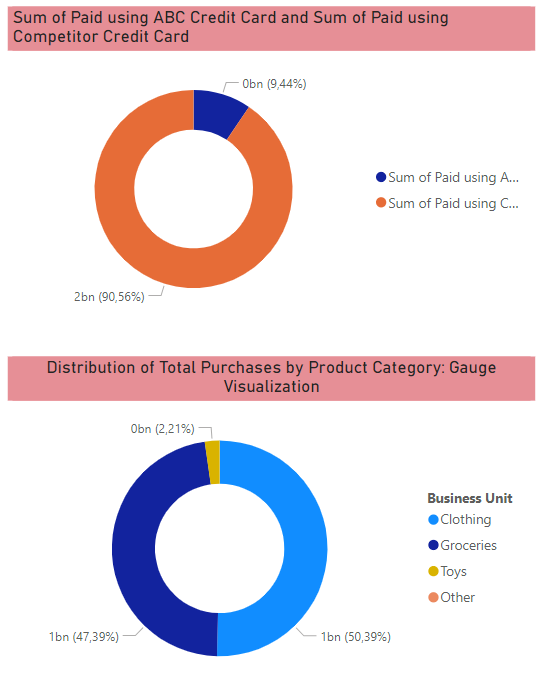 Sum of Paid using ABC Credit Card and Sum of Paid using
Competitor Credit Card
0bn (9,44%)
Sum of Paid using A...
Sum of Paid using C...
2bn (90,56%)
Distribution of Total Purchases by Product Category: Gauge
Visualization
0bn (2,21%)
Business Unit
Clothing
Groceries
Toys
Other
1bn (47,39%)
1bn (50,39%)